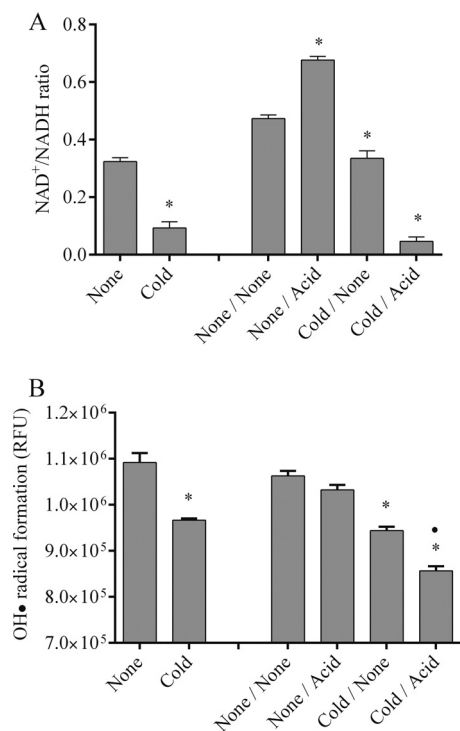 A
NAD+/NADH ratio
0.8
0.6
0.4
0.2
0.0
*
*
*
*
None
Cold
None / None
None / Acid
Cold / None
Cold / Acid
B
OH● radical formation (RFU)
1.2×10⁶
1.1×10⁶
1.0×10⁶
9.0×10⁵
8.0×10⁵
7.0×10⁵
*
*
●
*
None
Cold
None / None
None / Acid
Cold / None
Cold / Acid